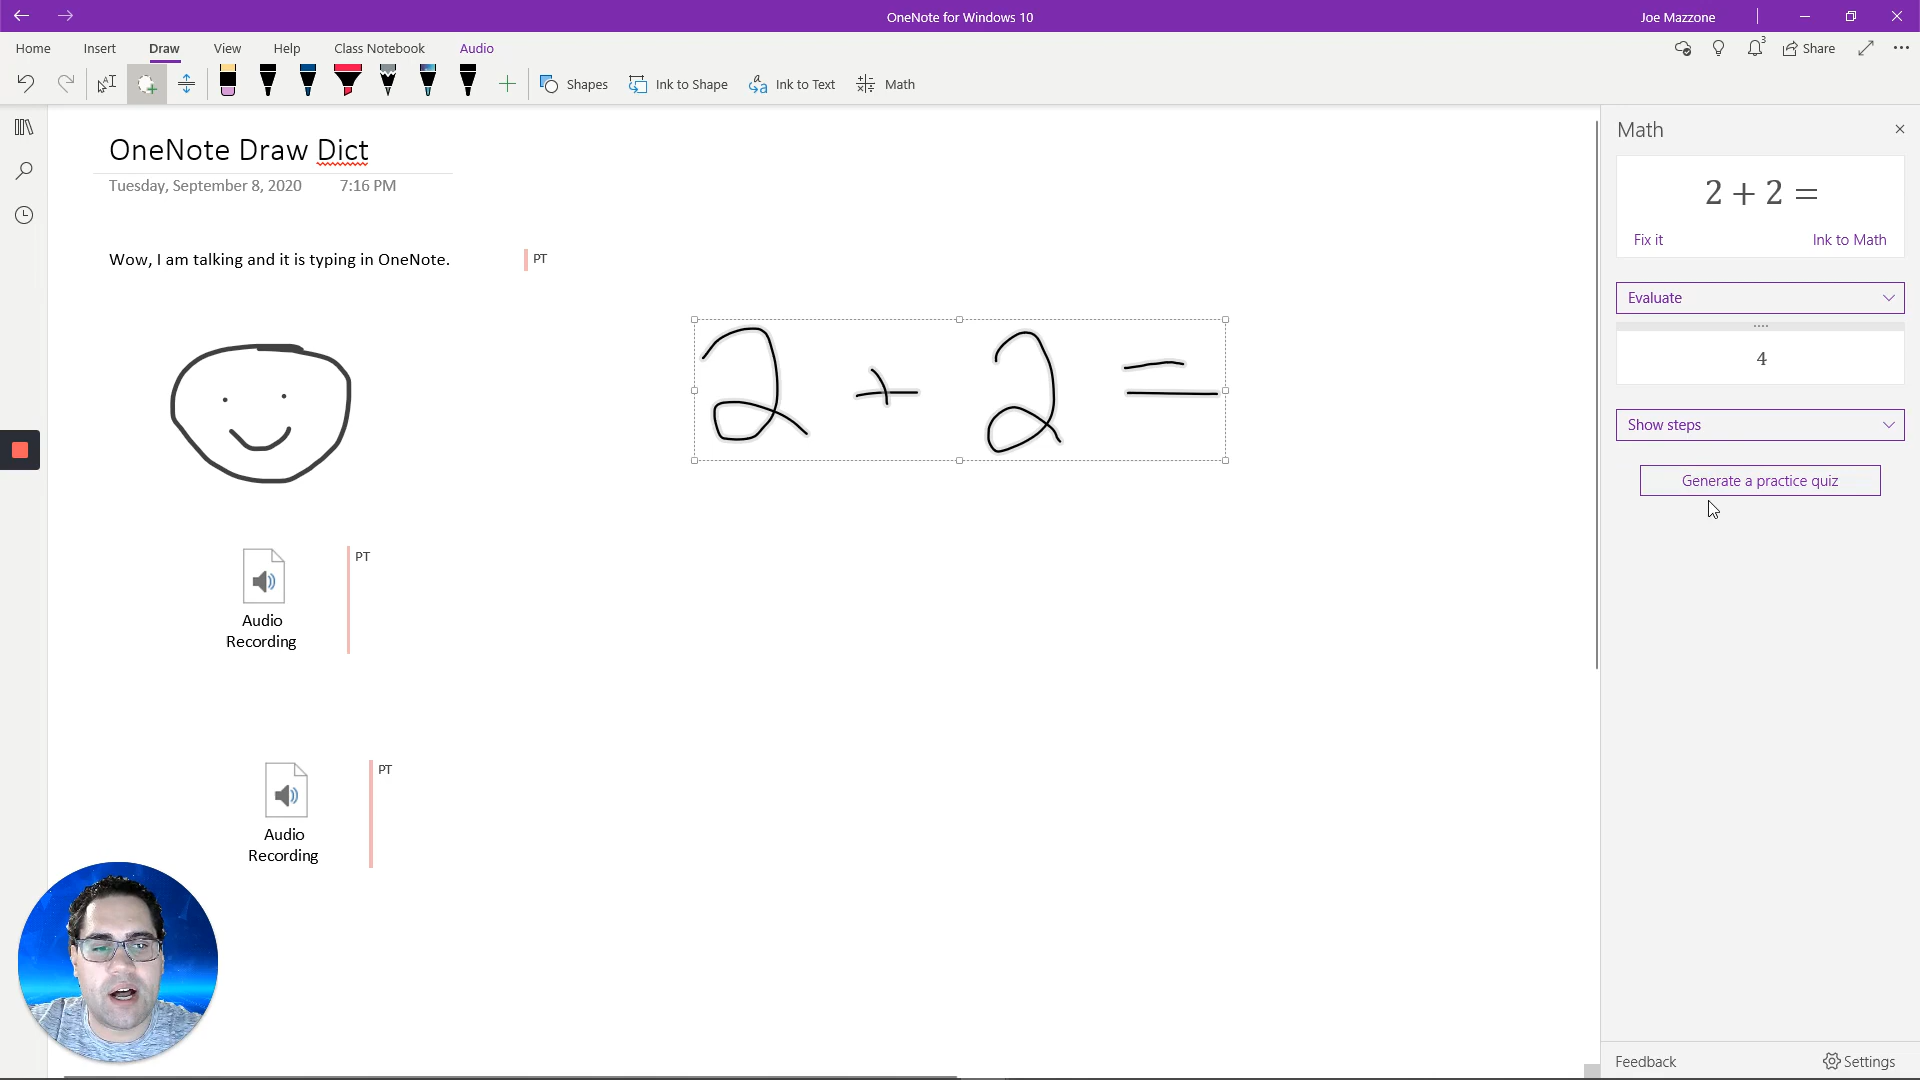 OneNote for Windows 10
Joe Mazzone
Home Insert Draw View Help Class Notebook Audio
3 Share
Shapes Ink to Shape Ink to Text Math
OneNote Draw Dict
Tuesday, September 8, 2020 7:16 PM
Wow, I am talking and it is typing in OneNote.
PT
2 + 2 =
PT
Audio
Recording
PT
Audio
Recording
Math
2 + 2 =
Fix it Ink to Math
Evaluate
4
Show steps
Generate a practice quiz
Feedback Settings